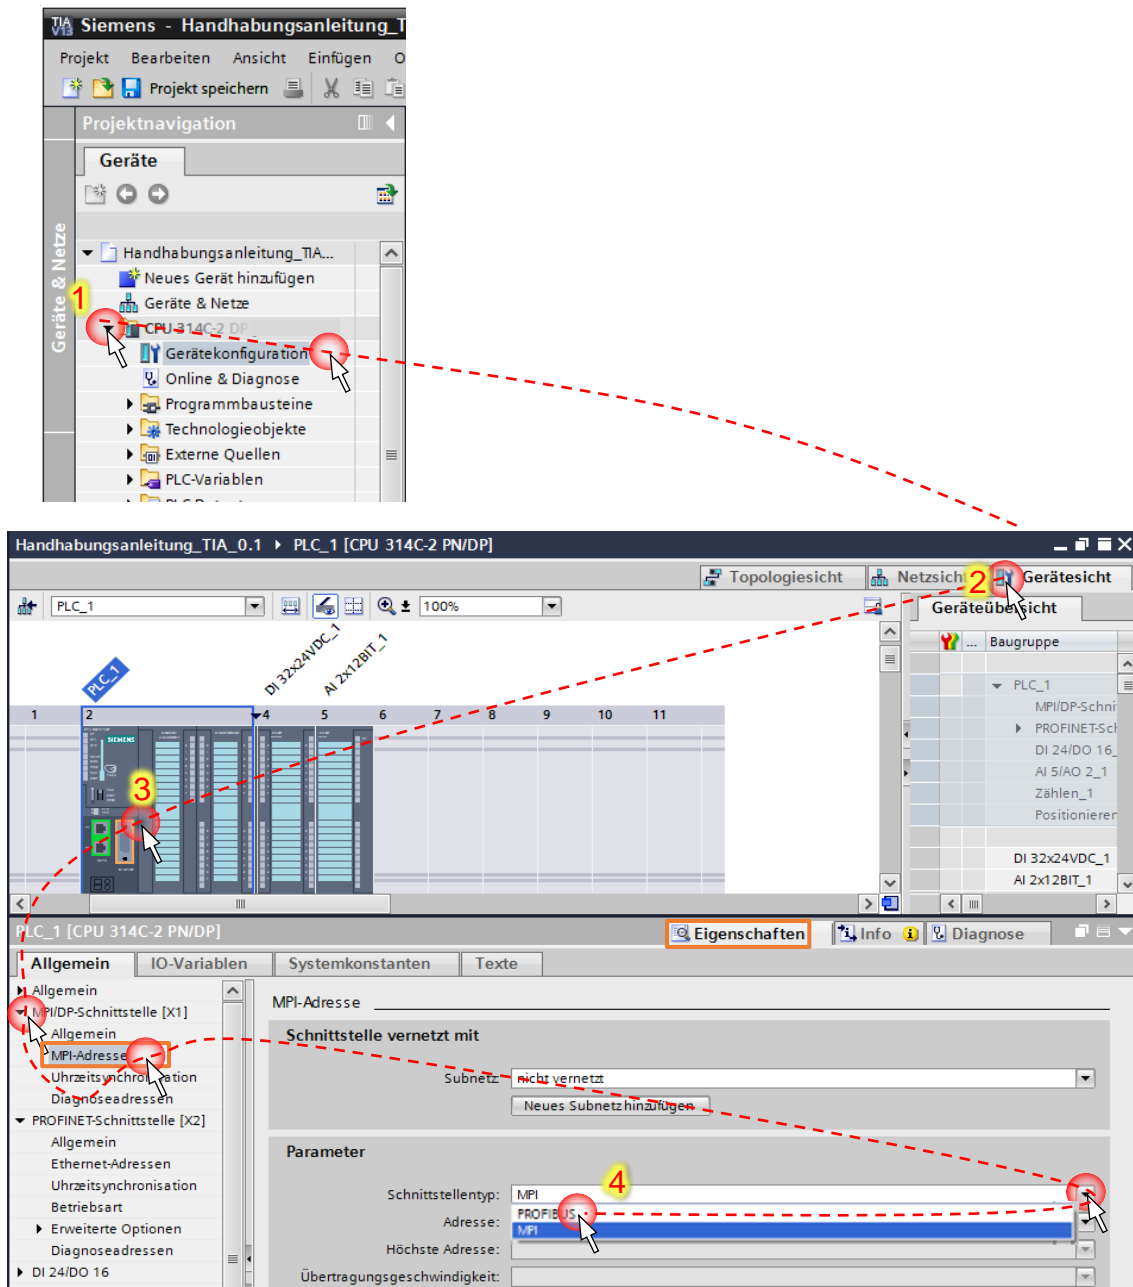 TIA V13 Siemens - Handhabungsanleitung_T
Projekt Bearbeiten Ansicht Einfügen O
Projekt speichern
Projektnavigation
Geräte
Geräte & Netze
Handhabungsanleitung_TIA...
Neues Gerät hinzufügen
1
Geräte & Netze
CPU-314C-2 DP
Gerätekonfiguration
Online & Diagnose
Programmbausteine
Technologieobjekte
Externe Quellen
PLC-Variablen
Handhabungsanleitung_TIA_0.1 PLC_1 [CPU 314C-2 PN/DP]
Topologiesicht Netzsicht 2 Gerätesicht
PLC_1 100%
Geräteübersicht
... Baugruppe
PLC_1
DI 32x24VDC_1
AI 2x12BIT_1
1 2 4 5 6 7 8 9 10 11
SIEMENS
3
PLC_1
MPI/DP-Schni
PROFINET-Sch
DI 24/DO 16_
AI 5/AO 2_1
Zählen_1
Positionieren
DI 32x24VDC_1
AI 2x12BIT_1
PLC_1 [CPU 314C-2 PN/DP]
Eigenschaften Info Diagnose
Allgemein IO-Variablen Systemkonstanten Texte
Allgemein
MPI/DP-Schnittstelle [X1]
Allgemein
MPI-Adresse
Uhrzeitsynchronisation
Diagnoseadressen
PROFINET-Schnittstelle [X2]
Allgemein
Ethernet-Adressen
Uhrzeitsynchronisation
Betriebsart
Erweiterte Optionen
Diagnoseadressen
DI 24/DO 16
MPI-Adresse
Schnittstelle vernetzt mit
Subnetz: nicht vernetzt
Neues Subnetz hinzufügen
Parameter
4
Schnittstellentyp: MPI
PROFIBUS
Adresse:
MPI
Höchste Adresse:
Übertragungsgeschwindigkeit: